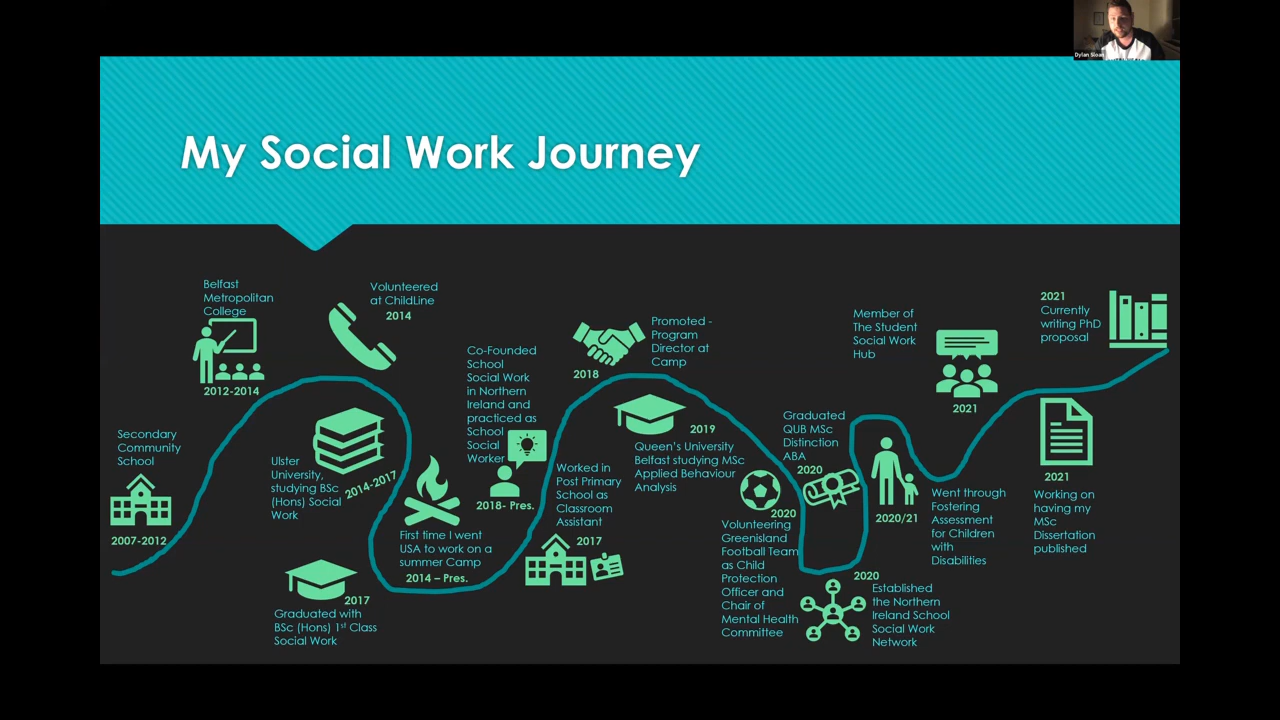 Dylan Sloan
My Social Work Journey
Secondary
Community
School
2007-2012
Belfast
Metropolitan
College
2012-2014
Volunteered
at ChildLine
2014
Ulster
University,
studying BSc
(Hons) Social
Work
2014-2017
2017
Graduated with
BSc (Hons) 1st Class
Social Work
First time I went
USA to work on a
summer Camp
2014 – Pres.
Co-Founded
School
Social Work
in Northern
Ireland and
practiced as
School
Social
Worker
2018- Pres.
Worked in
Post Primary
School as
Classroom
Assistant
2017
2018
Promoted -
Program
Director at
Camp
2019
Queen's University
Belfast studying MSc
Applied Behaviour
Analysis
2020
Volunteering
Greenisland
Football Team
as Child
Protection
Officer and
Chair of
Mental Health
Committee
Graduated
QUB MSc
Distinction
ABA
2020
2020
Established
the Northern
Ireland School
Social Work
Network
2020/21
Went through
Fostering
Assessment
for Children
with
Disabilities
Member of
The Student
Social Work
Hub
2021
2021
Currently
writing PhD
proposal
2021
Working on
having my
MSc
Dissertation
published